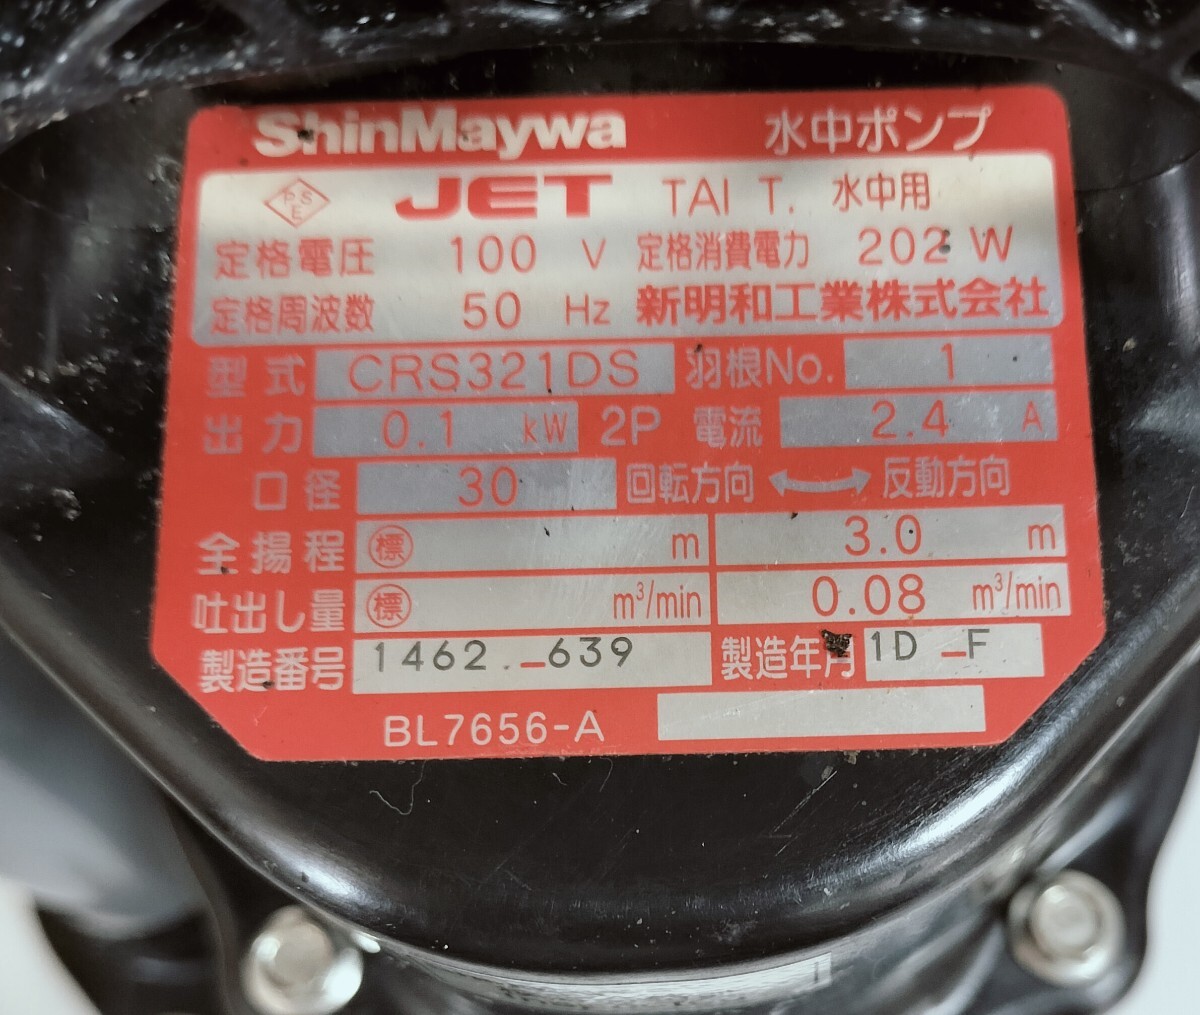 ShinMaywa 水中ポンプ
PSE JET TAI T. 水中用
定格電圧 100 V 定格消費電力 202 W
定格周波数 50 Hz 新明和工業株式会社
型式 CRS321DS 羽根No. 1
出力 0.1 kW 2P 電流 2.4 A
口径 30 回転方向 反動方向
全揚程 標 m 3.0 m
吐出し量 標 m³/min 0.08 m³/min
製造番号 1462._639 製造年月 1D_F
BL7656-A